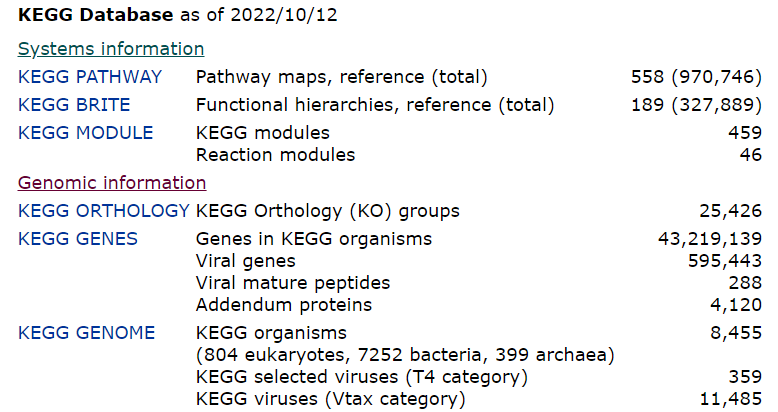 KEGG Database as of 2022/10/12
Systems information
KEGG PATHWAY Pathway maps, reference (total) 558 (970,746)
KEGG BRITE Functional hierarchies, reference (total) 189 (327,889)
KEGG MODULE KEGG modules 459
Reaction modules 46
Genomic information
KEGG ORTHOLOGY KEGG Orthology (KO) groups 25,426
KEGG GENES Genes in KEGG organisms 43,219,139
Viral genes 595,443
Viral mature peptides 288
Addendum proteins 4,120
KEGG GENOME KEGG organisms 8,455
(804 eukaryotes, 7252 bacteria, 399 archaea)
KEGG selected viruses (T4 category) 359
KEGG viruses (Vtax category) 11,485